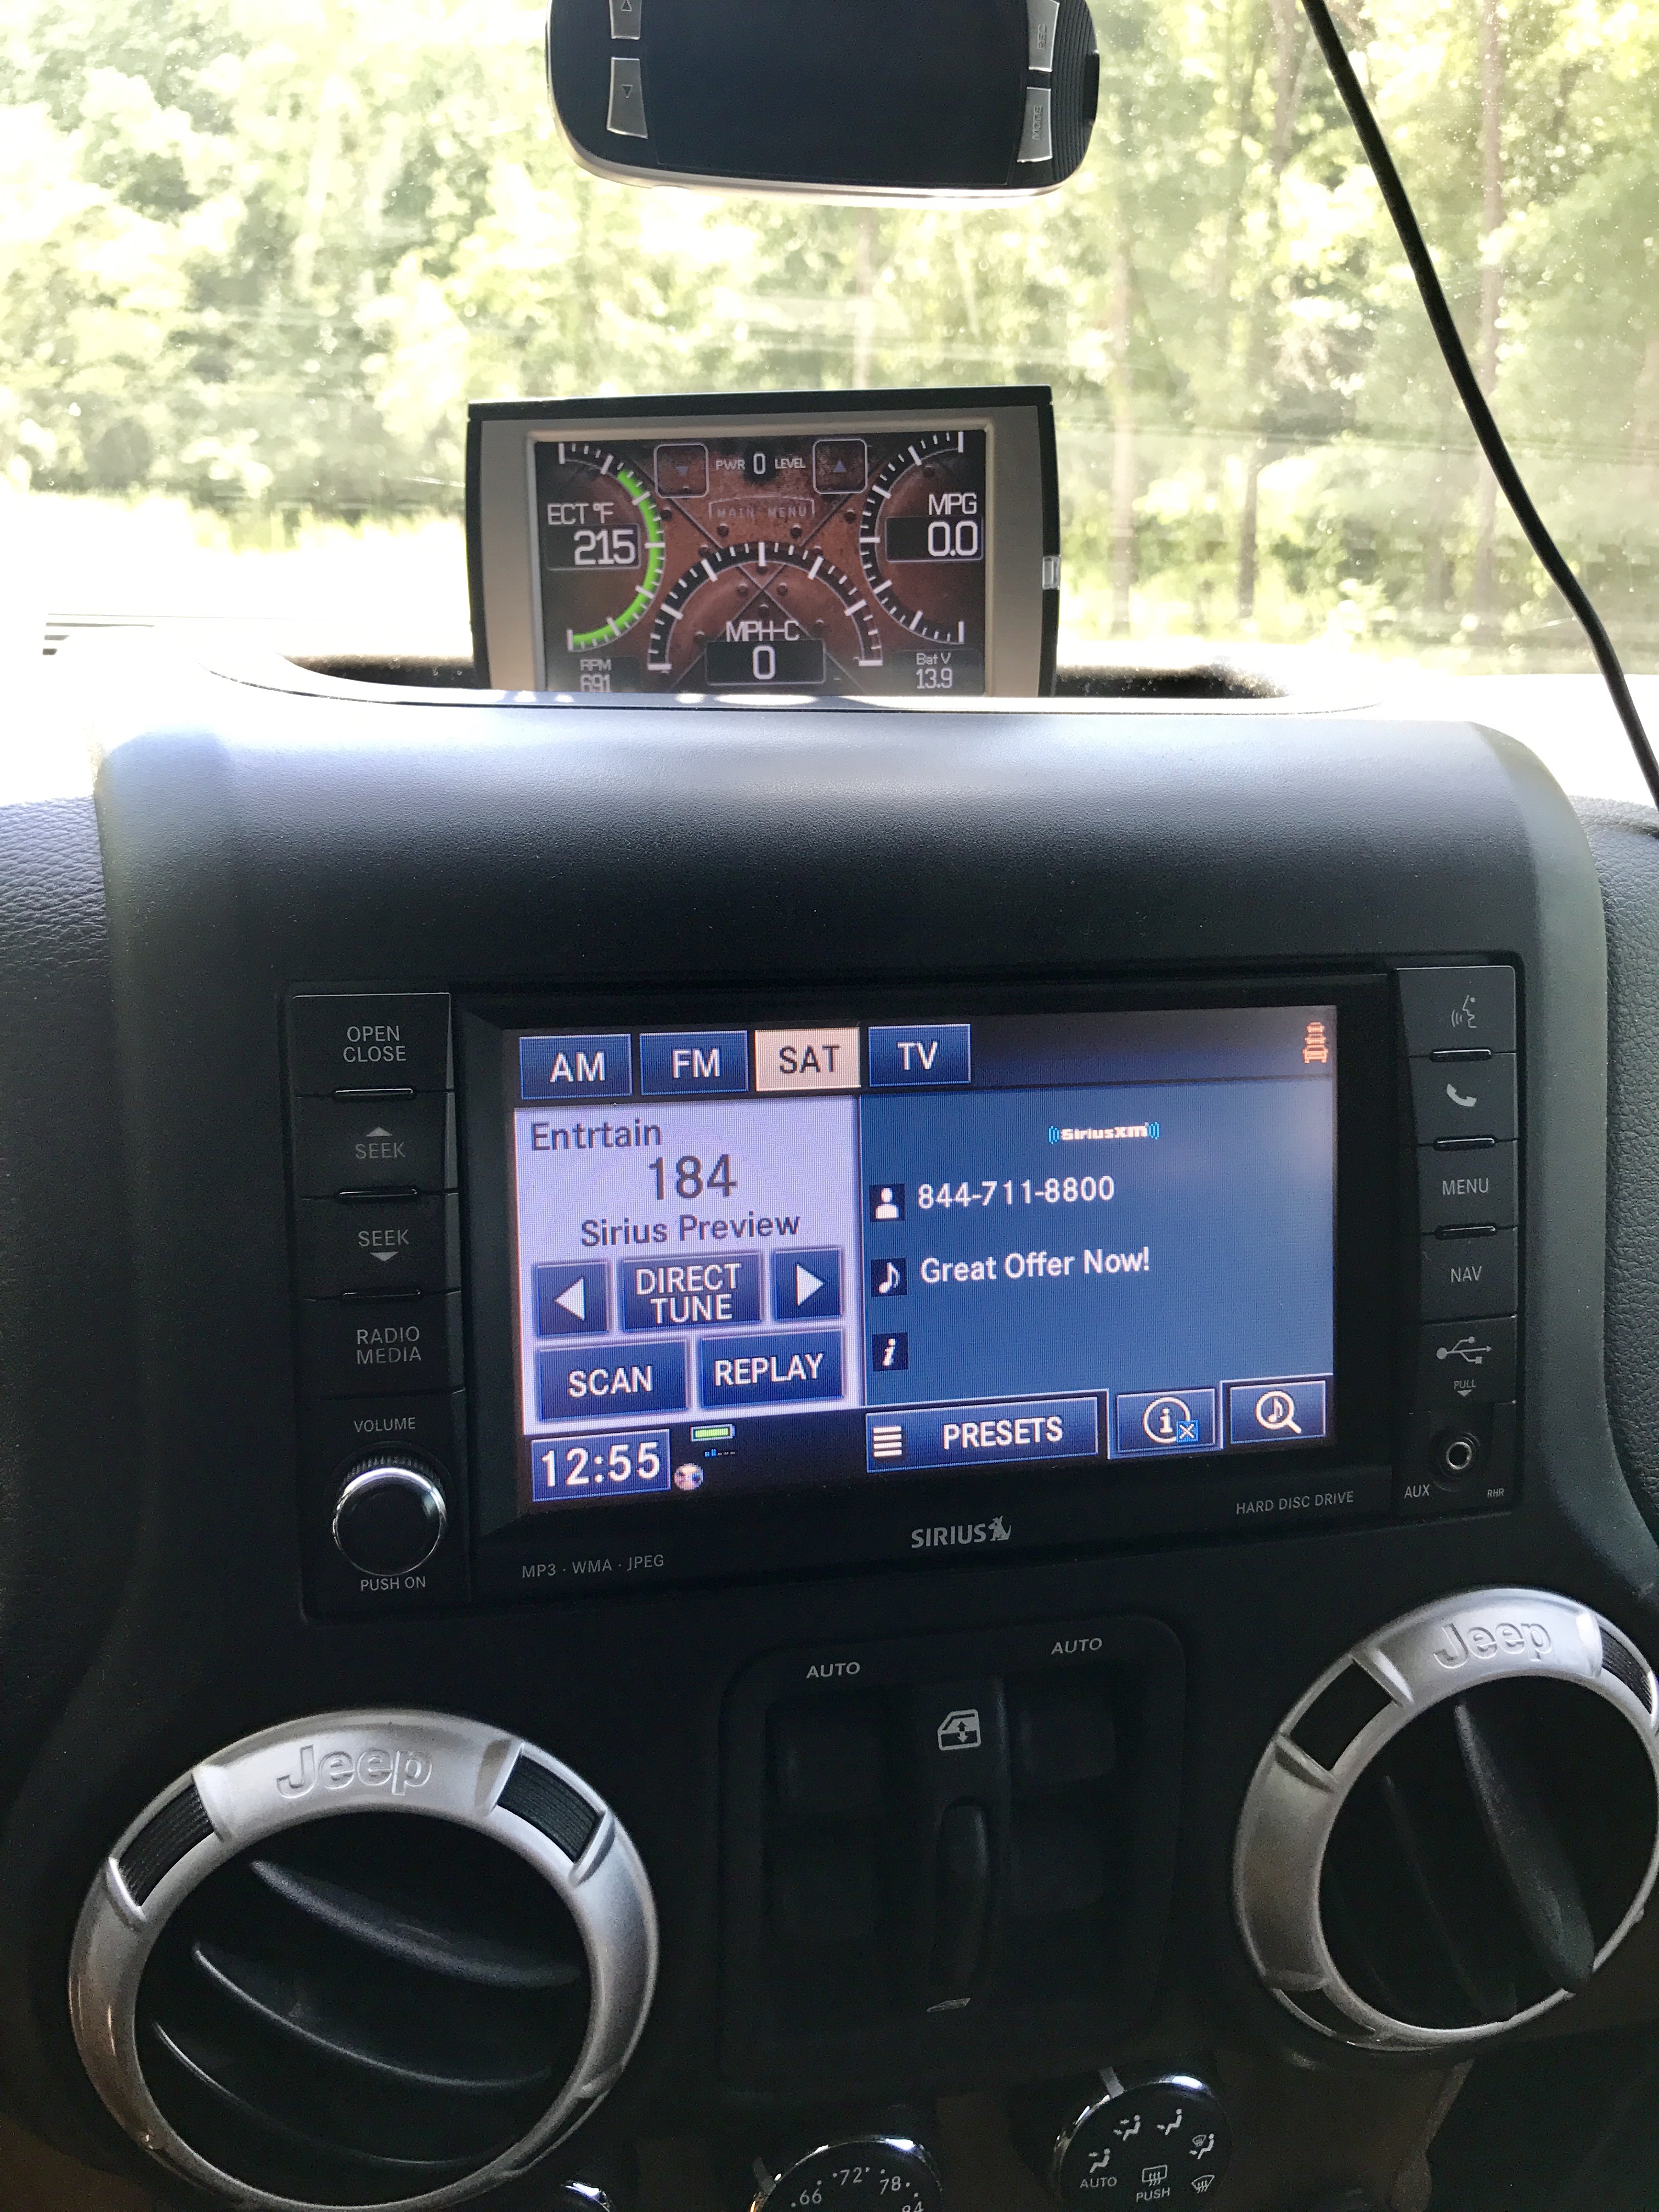 REC
MODE
PWR 0 LEVEL
MAIN MENU
ECT °F
215
MPG
0.0
MPH-C
0
RPM
691
Bat V
13.9
OPEN
CLOSE
SEEK
SEEK
RADIO
MEDIA
VOLUME
PUSH ON
AM FM SAT TV
Entrtain
184
Sirius Preview
DIRECT
TUNE
SCAN REPLAY
12:55
((SiriusXM))
844-711-8800
Great Offer Now!
i
PRESETS
i
MENU
NAV
PULL
AUX
RHR
MP3 · WMA · JPEG
SIRIUS
HARD DISC DRIVE
AUTO AUTO
Jeep
Jeep
66 72 78 84
AUTO
PUSH